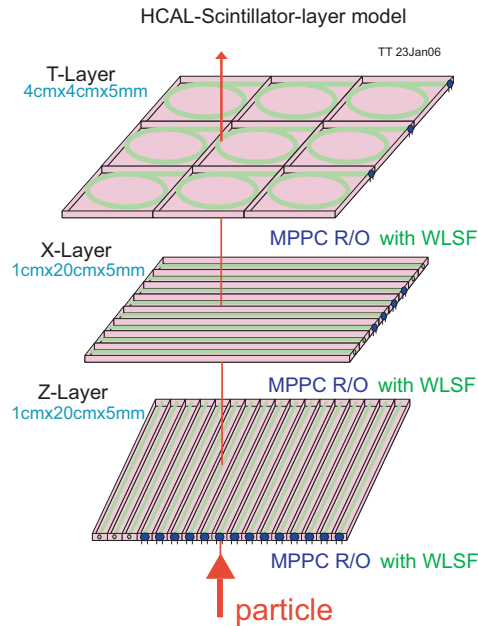 HCAL-Scintillator-layer model
TT 23Jan06
T-Layer
4cmx4cmx5mm
MPPC R/O with WLSF
X-Layer
1cmx20cmx5mm
MPPC R/O with WLSF
Z-Layer
1cmx20cmx5mm
MPPC R/O with WLSF
particle